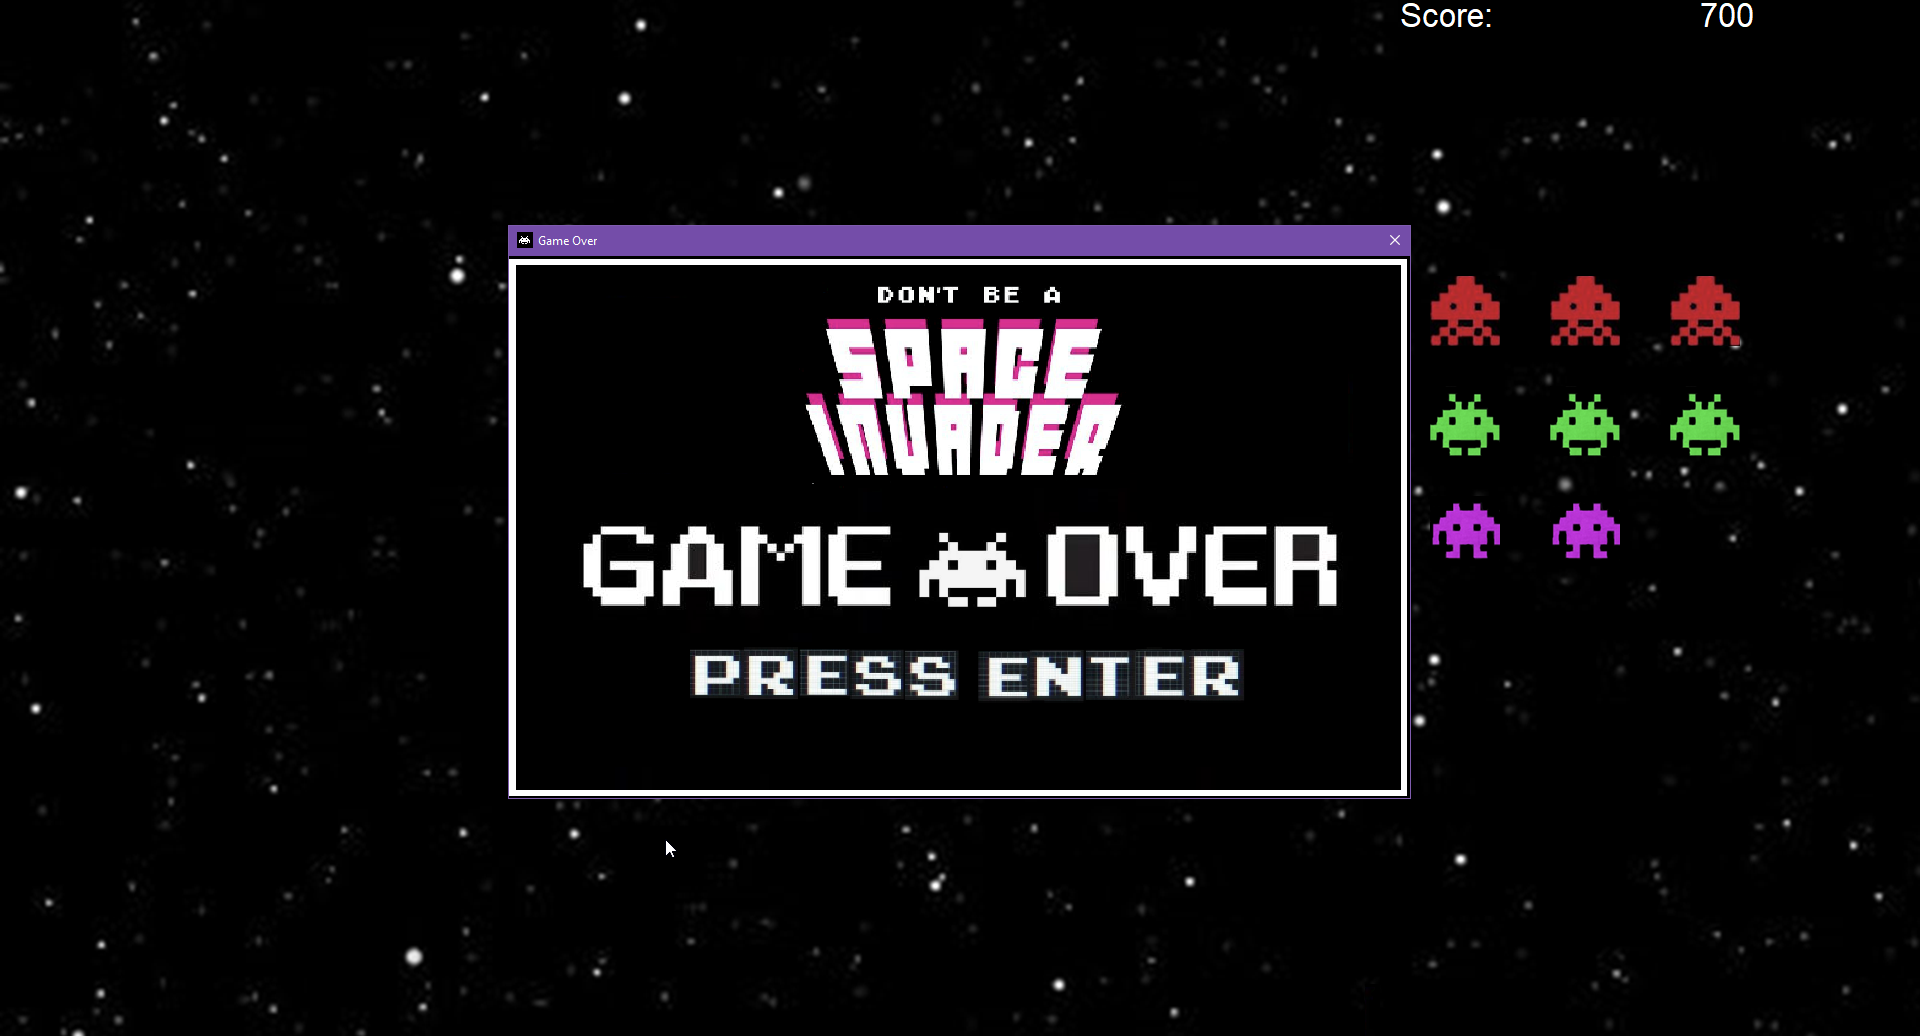 Score: 700
Game Over
DON'T BE A
SPACE
INVADER
GAME OVER
PRESS ENTER